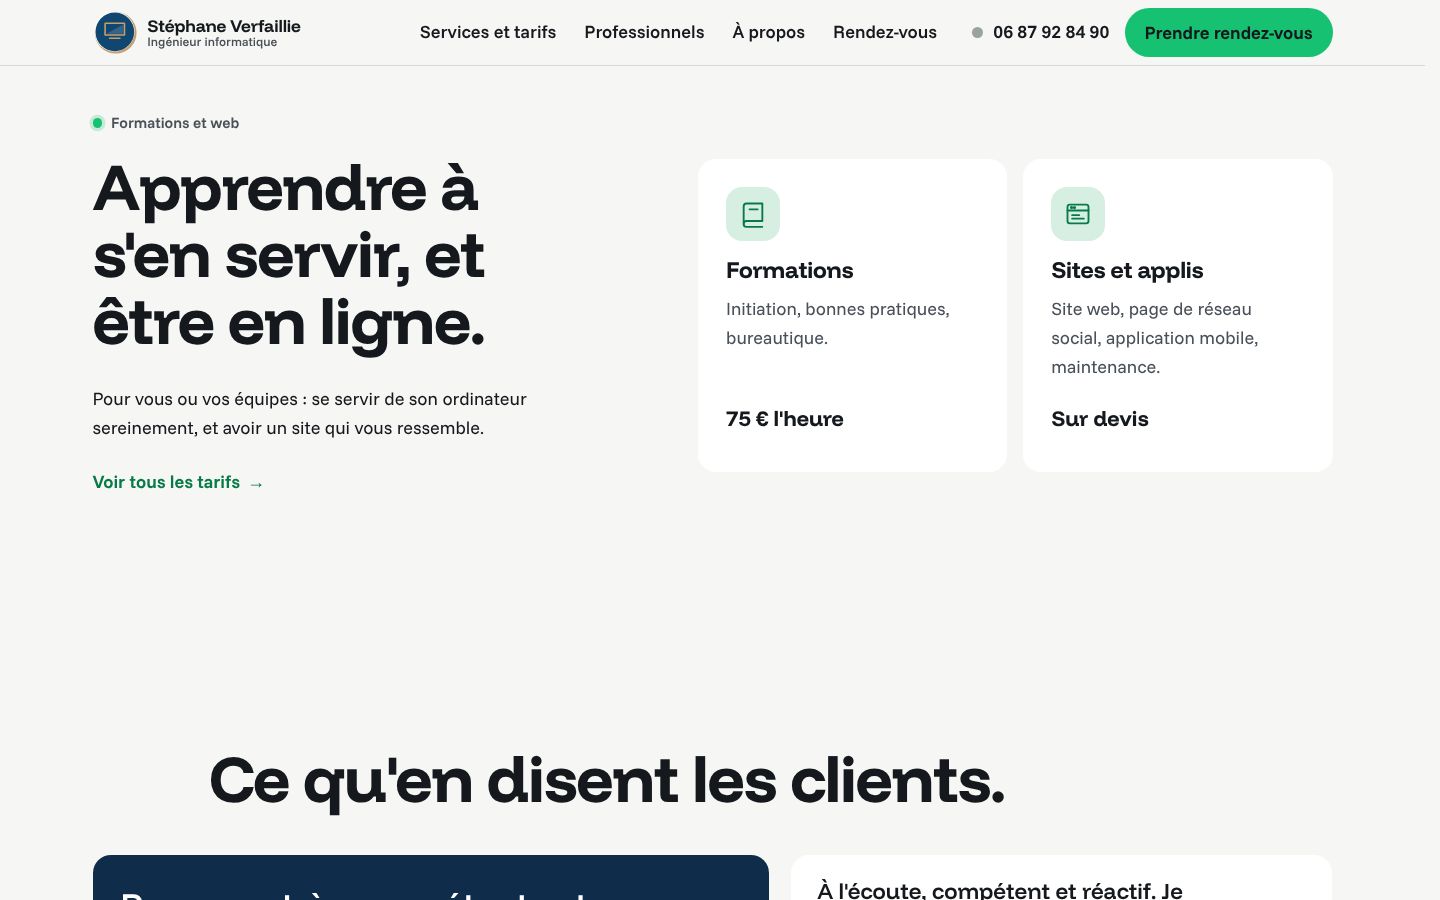 Stéphane Verfaillie
Ingénieur informatique
Services et tarifs
Professionnels
À propos
Rendez-vous
06 87 92 84 90
Prendre rendez-vous
Formations et web
Apprendre à
s'en servir, et
être en ligne.
Pour vous ou vos équipes : se servir de son ordinateur
sereinement, et avoir un site qui vous ressemble.
Voir tous les tarifs →
Formations
Initiation, bonnes pratiques,
bureautique.
75 € l'heure
Sites et applis
Site web, page de réseau
social, application mobile,
maintenance.
Sur devis
Ce qu'en disent les clients.
À l'écoute, compétent et réactif. Je